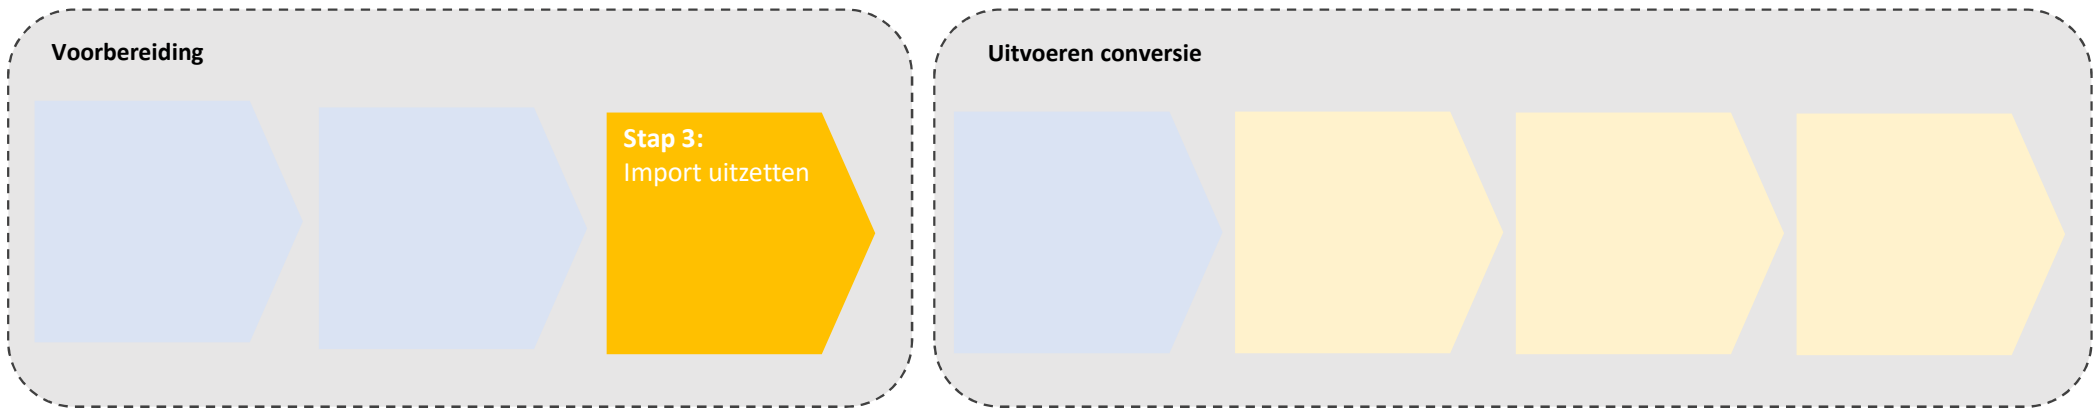 Voorbereiding
Stap 3:
Import uitzetten
Uitvoeren conversie